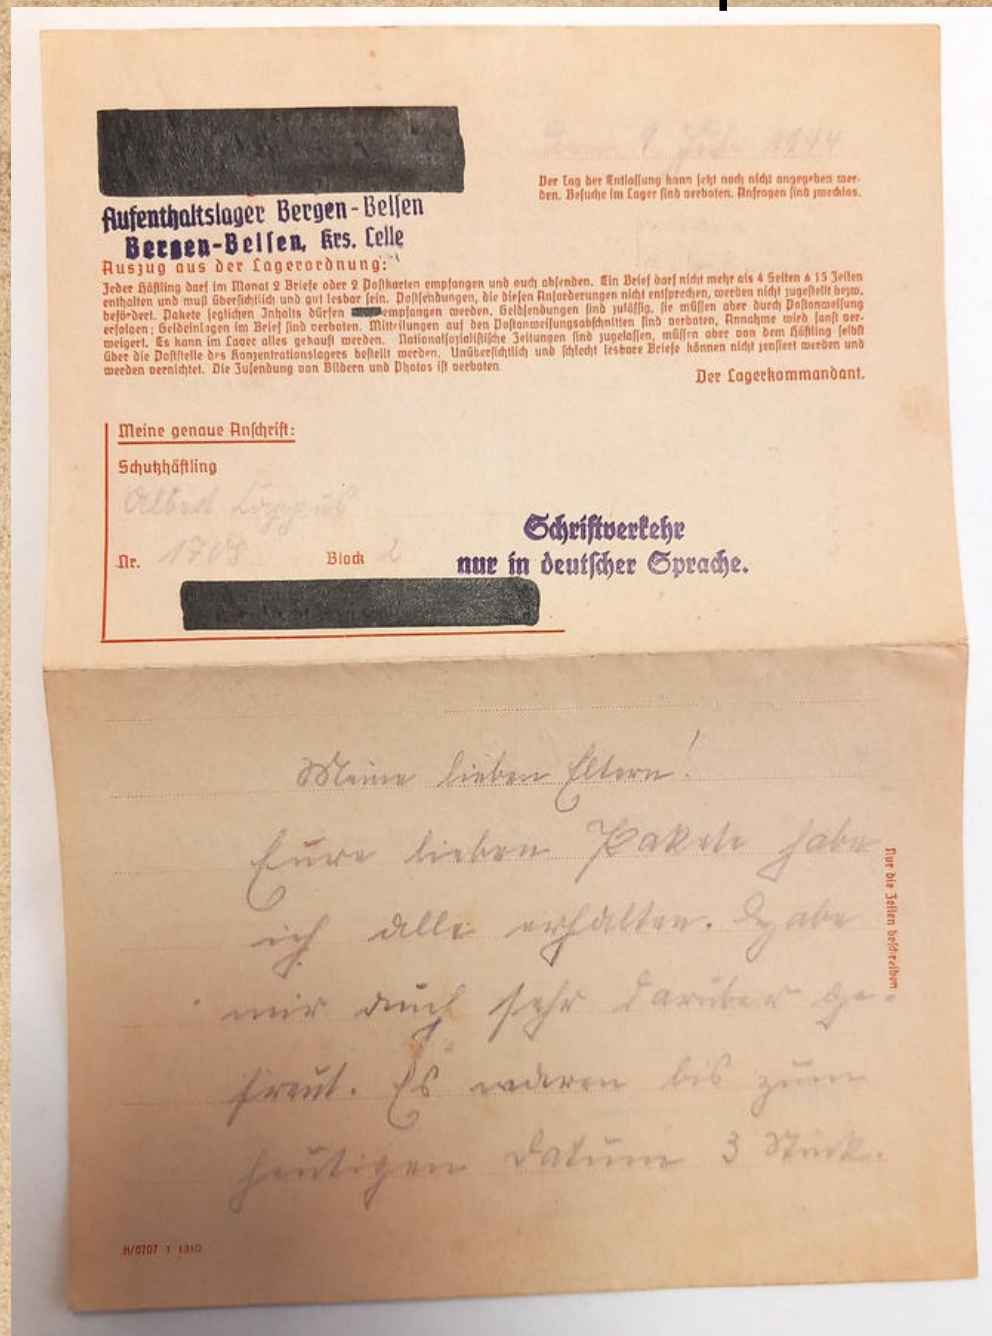 9 Juli 1944
Der Tag der Entlassung kann jetzt noch nicht angegeben wer-
den. Besuche im Lager sind verboten. Anfragen sind zwecklos.
Aufenthaltslager Bergen-Belsen
Bergen-Belsen, Krs. Celle
Auszug aus der Lagerordnung:
Jeder Häftling darf im Monat 2 Briefe oder 2 Postkarten empfangen und auch absenden. Ein Brief darf nicht mehr als 4 Seiten à 15 Zeilen
enthalten und muß übersichtlich und gut lesbar sein. Postsendungen, die diesen Anforderungen nicht entsprechen, werden nicht zugestellt bezw.
befördert. Pakete jeglichen Inhalts dürfen empfangen werden. Geldsendungen sind zulässig, sie müssen aber durch Postanweisung
erfolgen; Geldeinlagen im Brief sind verboten. Mitteilungen auf den Postanweisungsabschnitten sind verboten, Annahme wird sonst ver-
weigert. Es kann im Lager alles gekauft werden. Nationalsozialistische Zeitungen sind zugelassen, müssen aber von dem Häftling selbst
über die Poststelle des Konzentrationslagers bestellt werden. Unübersichtlich und schlecht lesbare Briefe können nicht zensiert werden und
werden vernichtet. Die Zusendung von Bildern und Photos ist verboten.
Der Lagerkommandant.
Meine genaue Anschrift:
Schutzhäftling
Albert
Nr. 1708 Block 2
Schriftverkehr
nur in deutscher Sprache.
Meine lieben Eltern!
Eure lieben Pakete habe
ich alle erhalten. Habe
mir auch sehr darüber ge-
freut. Es waren bis zum
heutigen Datum 3 Stück.
Nur die Zeilen beschreiben.
H/0707 1 1310